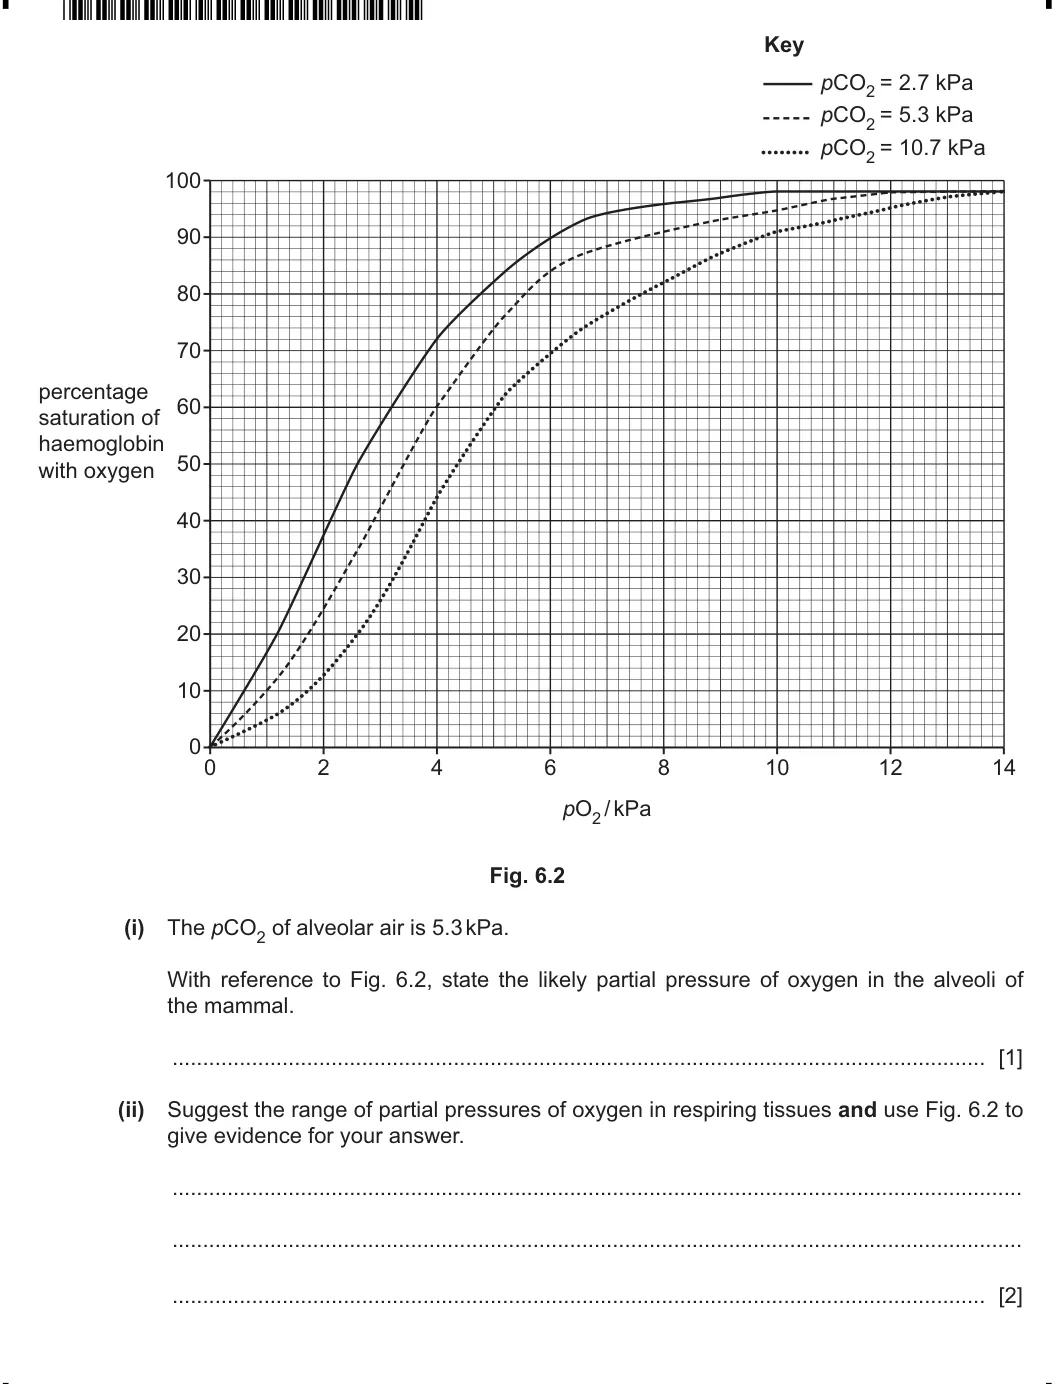 Key
pCO2 = 2.7 kPa
pCO2 = 5.3 kPa
pCO2 = 10.7 kPa
100
90
80
70
60
50
40
30
20
10
0
percentage
saturation of
haemoglobin
with oxygen
0 2 4 6 8 10 12 14
pO2 / kPa
Fig. 6.2
(i) The pCO2 of alveolar air is 5.3 kPa.
With reference to Fig. 6.2, state the likely partial pressure of oxygen in the alveoli of
the mammal.
[1]
(ii) Suggest the range of partial pressures of oxygen in respiring tissues and use Fig. 6.2 to
give evidence for your answer.
[2]